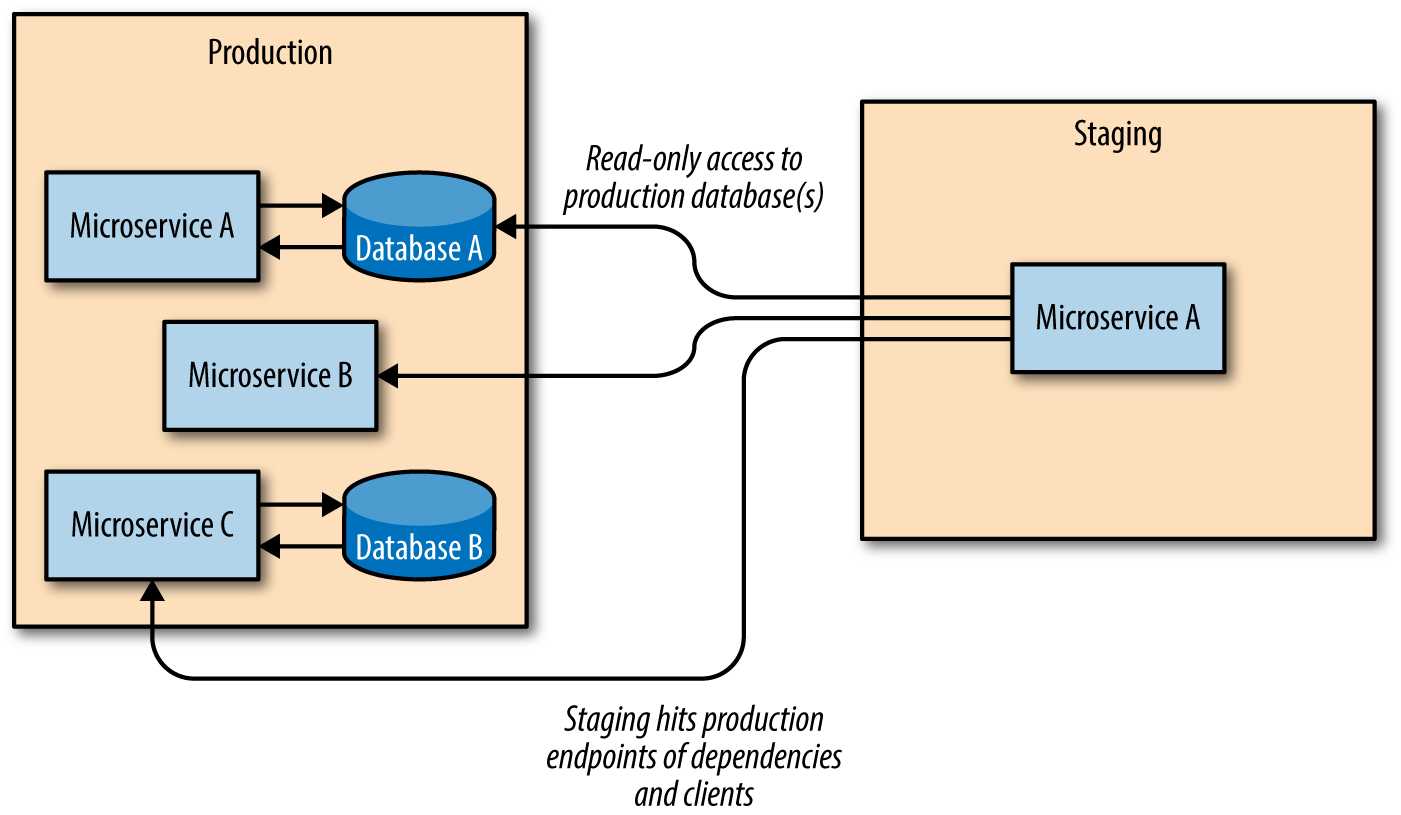 Production
Staging
Read-only access to
production database(s)
Microservice A
Database A
Microservice A
Microservice B
Microservice C
Database B
Staging hits production
endpoints of dependencies
and clients